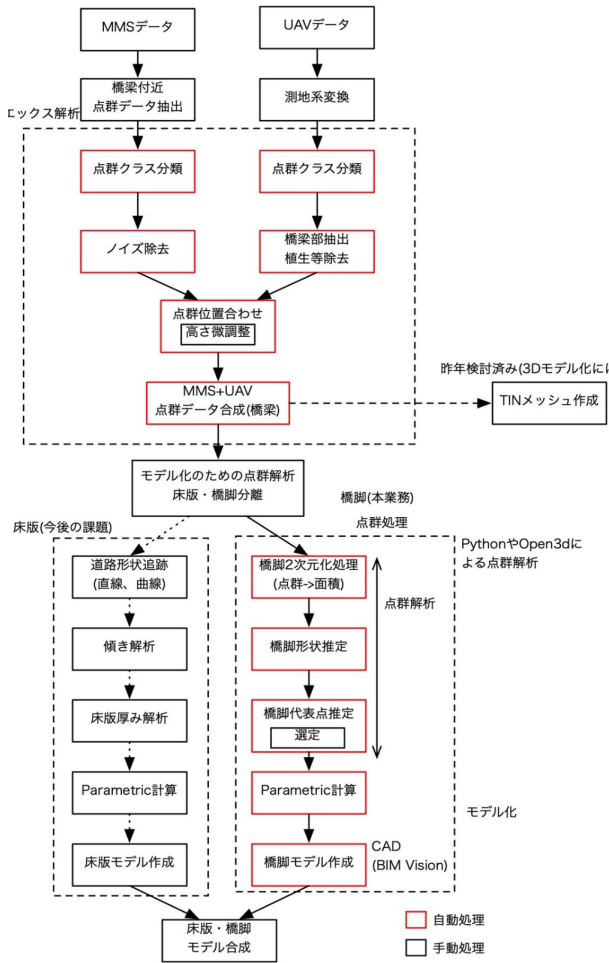 MMSデータ
UAVデータ
橋梁付近
点群データ抽出
測地系変換
エックス解析
点群クラス分類
点群クラス分類
ノイズ除去
橋梁部抽出
植生等除去
点群位置合わせ
高さ微調整
昨年検討済み(3Dモデル化に
MMS+UAV
点群データ合成(橋梁)
TINメッシュ作成
モデル化のための点群解析
床版・橋脚分離
橋脚(本業務)
床版(今後の課題)
点群処理
PythonやOpen3dに
よる点群解析
道路形状追跡
(直線、曲線)
橋脚2次元化処理
(点群->面積)
点群解析
傾き解析
橋脚形状推定
床版厚み解析
橋脚代表点推定
選定
Parametric計算
Parametric計算
モデル化
床版モデル作成
橋脚モデル作成
CAD
(BIM Vision)
床版・橋脚
モデル合成
自動処理
手動処理